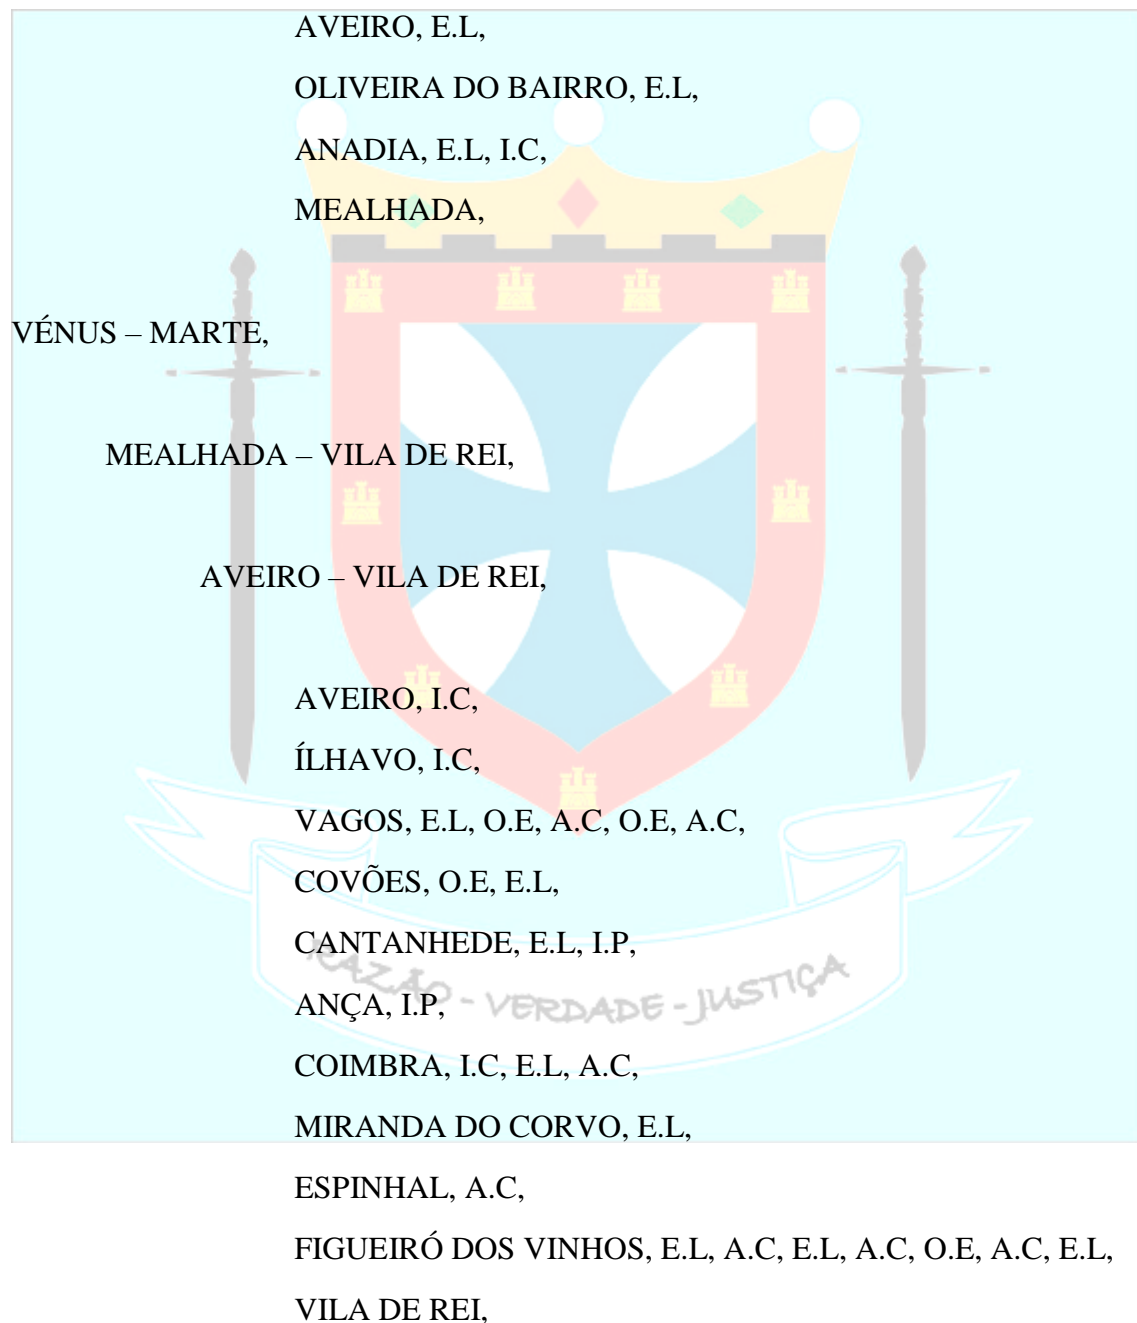 AVEIRO, E.L,
OLIVEIRA DO BAIRRO, E.L,
ANADIA, E.L, I.C,
MEALHADA,
VÉNUS – MARTE,
MEALHADA – VILA DE REI,
AVEIRO – VILA DE REI,
AVEIRO, I.C,
ÍLHAVO, I.C,
VAGOS, E.L, O.E, A.C, O.E, A.C,
COVÕES, O.E, E.L,
CANTANHEDE, E.L, I.P,
ANÇA, I.P,
RAZÃO - VERDADE - JUSTIÇA
COIMBRA, I.C, E.L, A.C,
MIRANDA DO CORVO, E.L,
ESPINHAL, A.C,
FIGUEIRÓ DOS VINHOS, E.L, A.C, E.L, A.C, O.E, A.C, E.L,
VILA DE REI,